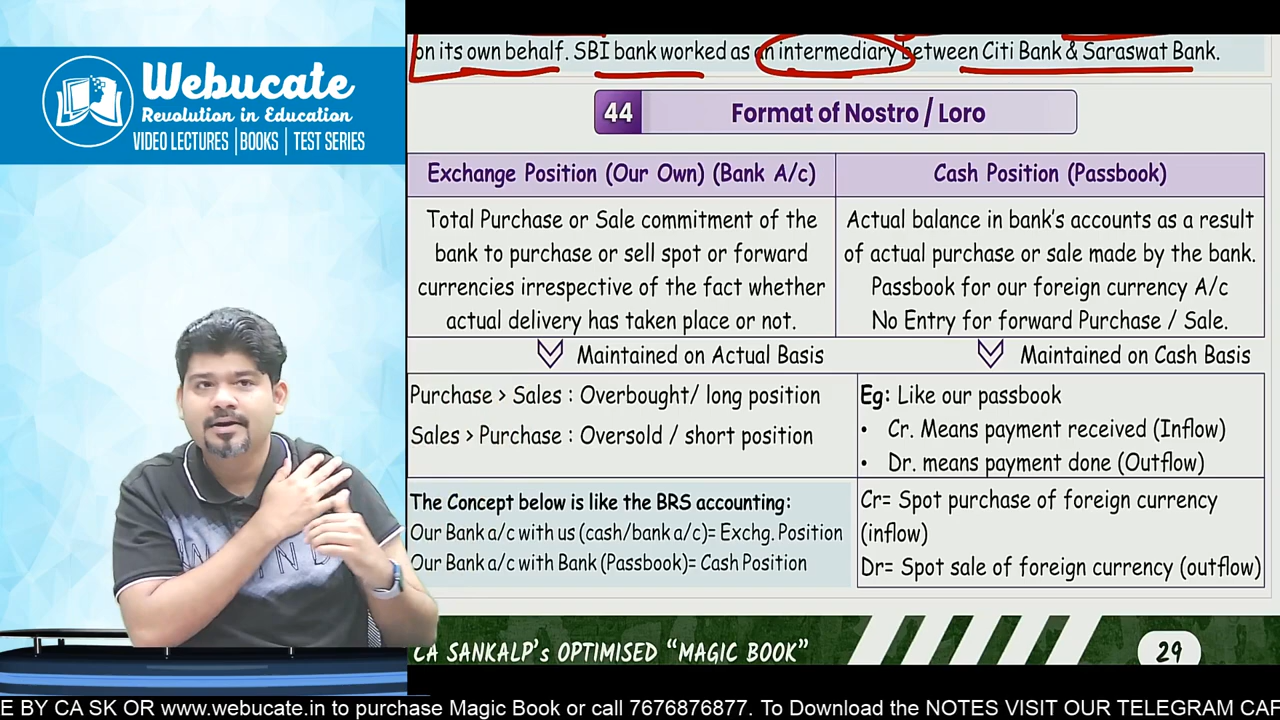 Webucate
Revolution in Education
VIDEO LECTURES | BOOKS | TEST SERIES
on its own behalf. SBI bank worked as an intermediary between Citi Bank & Saraswat Bank.
44 Format of Nostro / Loro
Exchange Position (Our Own) (Bank A/c)
Total Purchase or Sale commitment of the
bank to purchase or sell spot or forward
currencies irrespective of the fact whether
actual delivery has taken place or not.
Cash Position (Passbook)
Actual balance in bank's accounts as a result
of actual purchase or sale made by the bank.
Passbook for our foreign currency A/c
No Entry for forward Purchase / Sale.
Maintained on Actual Basis
Maintained on Cash Basis
Purchase > Sales : Overbought/ long position
Sales > Purchase : Oversold / short position
Eg: Like our passbook
• Cr. Means payment received (Inflow)
• Dr. means payment done (Outflow)
The Concept below is like the BRS accounting:
Our Bank a/c with us (cash/bank a/c)= Exchg. Position
Our Bank a/c with Bank (Passbook)= Cash Position
Cr= Spot purchase of foreign currency
(inflow)
Dr= Spot sale of foreign currency (outflow)
CA SANKALP's OPTIMISED "MAGIC BOOK"
29
E BY CA SK OR www.webucate.in to purchase Magic Book or call 7676876877. To Download the NOTES VISIT OUR TELEGRAM